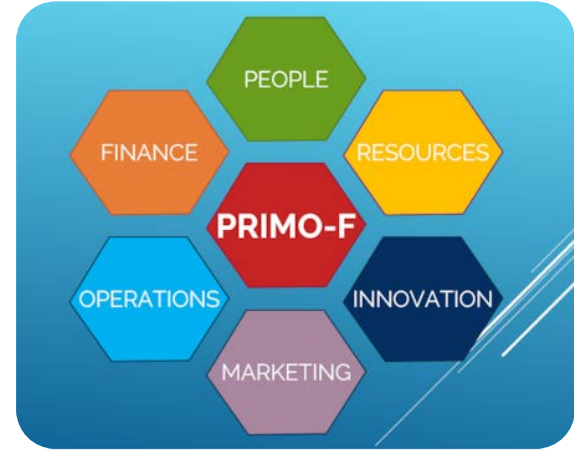 PEOPLE
FINANCE
RESOURCES
PRIMO-F
OPERATIONS
INNOVATION
MARKETING